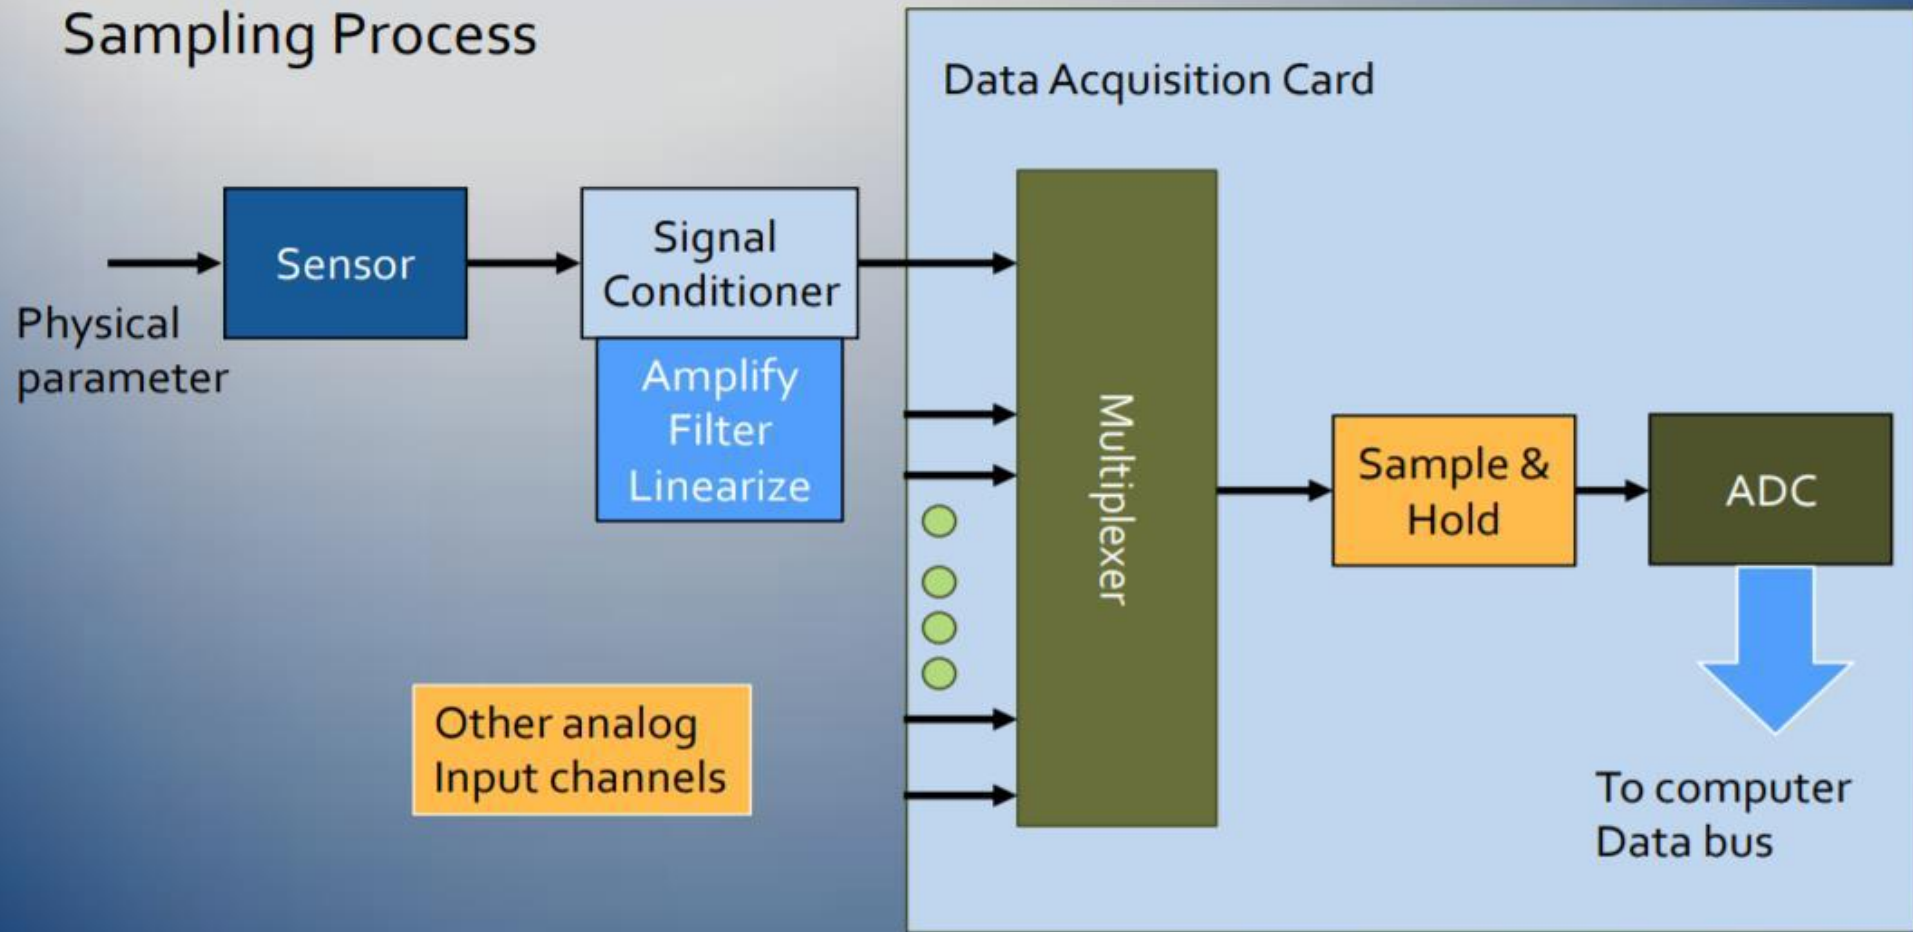 Sampling Process
Data Acquisition Card
Physical
parameter
Sensor
Signal
Conditioner
Amplify
Filter
Linearize
Other analog
Input channels
Multiplexer
Sample &
Hold
ADC
To computer
Data bus